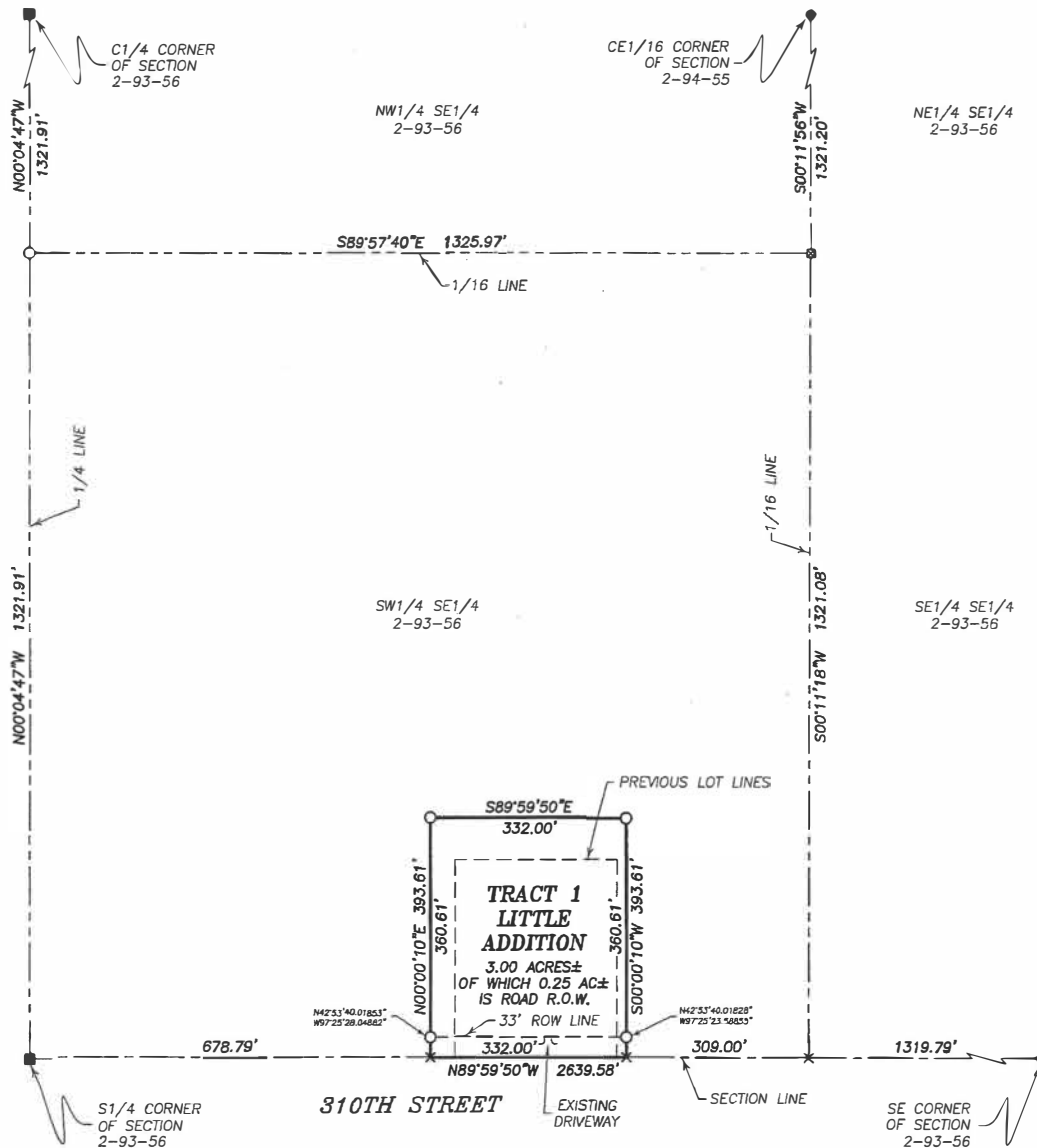 C1/4 CORNER
OF SECTION
2-93-56
CE1/16 CORNER
OF SECTION
2-94-55
NW1/4 SE1/4
2-93-56
NE1/4 SE1/4
2-93-56
N00°04'47"W
1321.91'
S00°11'56"W
1321.20'
S89°57'40"E 1325.97'
1/16 LINE
1/4 LINE
1/16 LINE
N00°04'47"W 1321.91'
SW1/4 SE1/4
2-93-56
S00°11'18"W 1321.08'
SE1/4 SE1/4
2-93-56
PREVIOUS LOT LINES
S89°59'50"E
332.00'
N00°00'10"E 393.61'
360.61'
TRACT 1
LITTLE
ADDITION
3.00 ACRES±
OF WHICH 0.25 AC±
IS ROAD R.O.W.
360.61'
S00°00'10"W 393.61'
N42°53'40.01853"
W97°25'28.04882"
33' ROW LINE
N42°53'40.01828"
678.79'
332.00'
309.00'
1319.79'
N89°59'50"W 2639.58'
310TH STREET
EXISTING
DRIVEWAY
SECTION LINE
S1/4 CORNER
OF SECTION
2-93-56
SE CORNER
OF SECTION
2-93-56